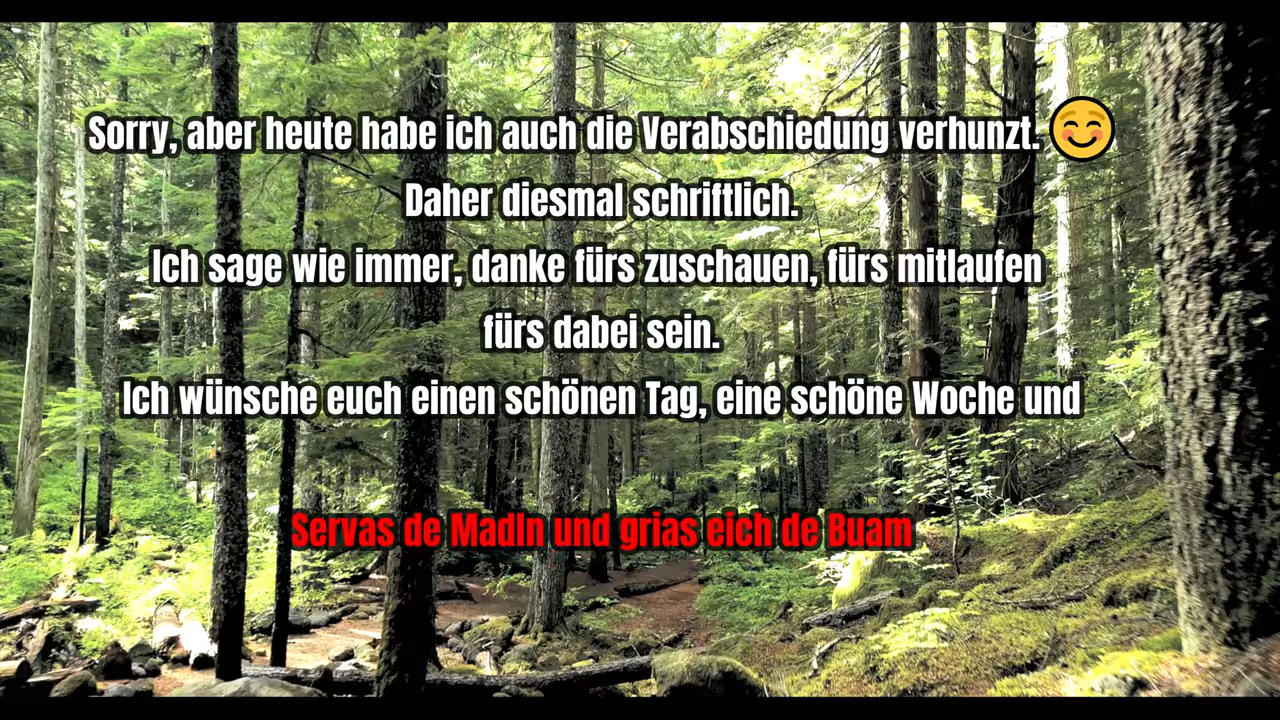 Sorry, aber heute habe ich auch die Verabschiedung verhunzt. 😊
Daher diesmal schriftlich.
Ich sage wie immer, danke fürs zuschauen, fürs mitlaufen
fürs dabei sein.
Ich wünsche euch einen schönen Tag, eine schöne Woche und
Servas de Madln und grias eich de Buam